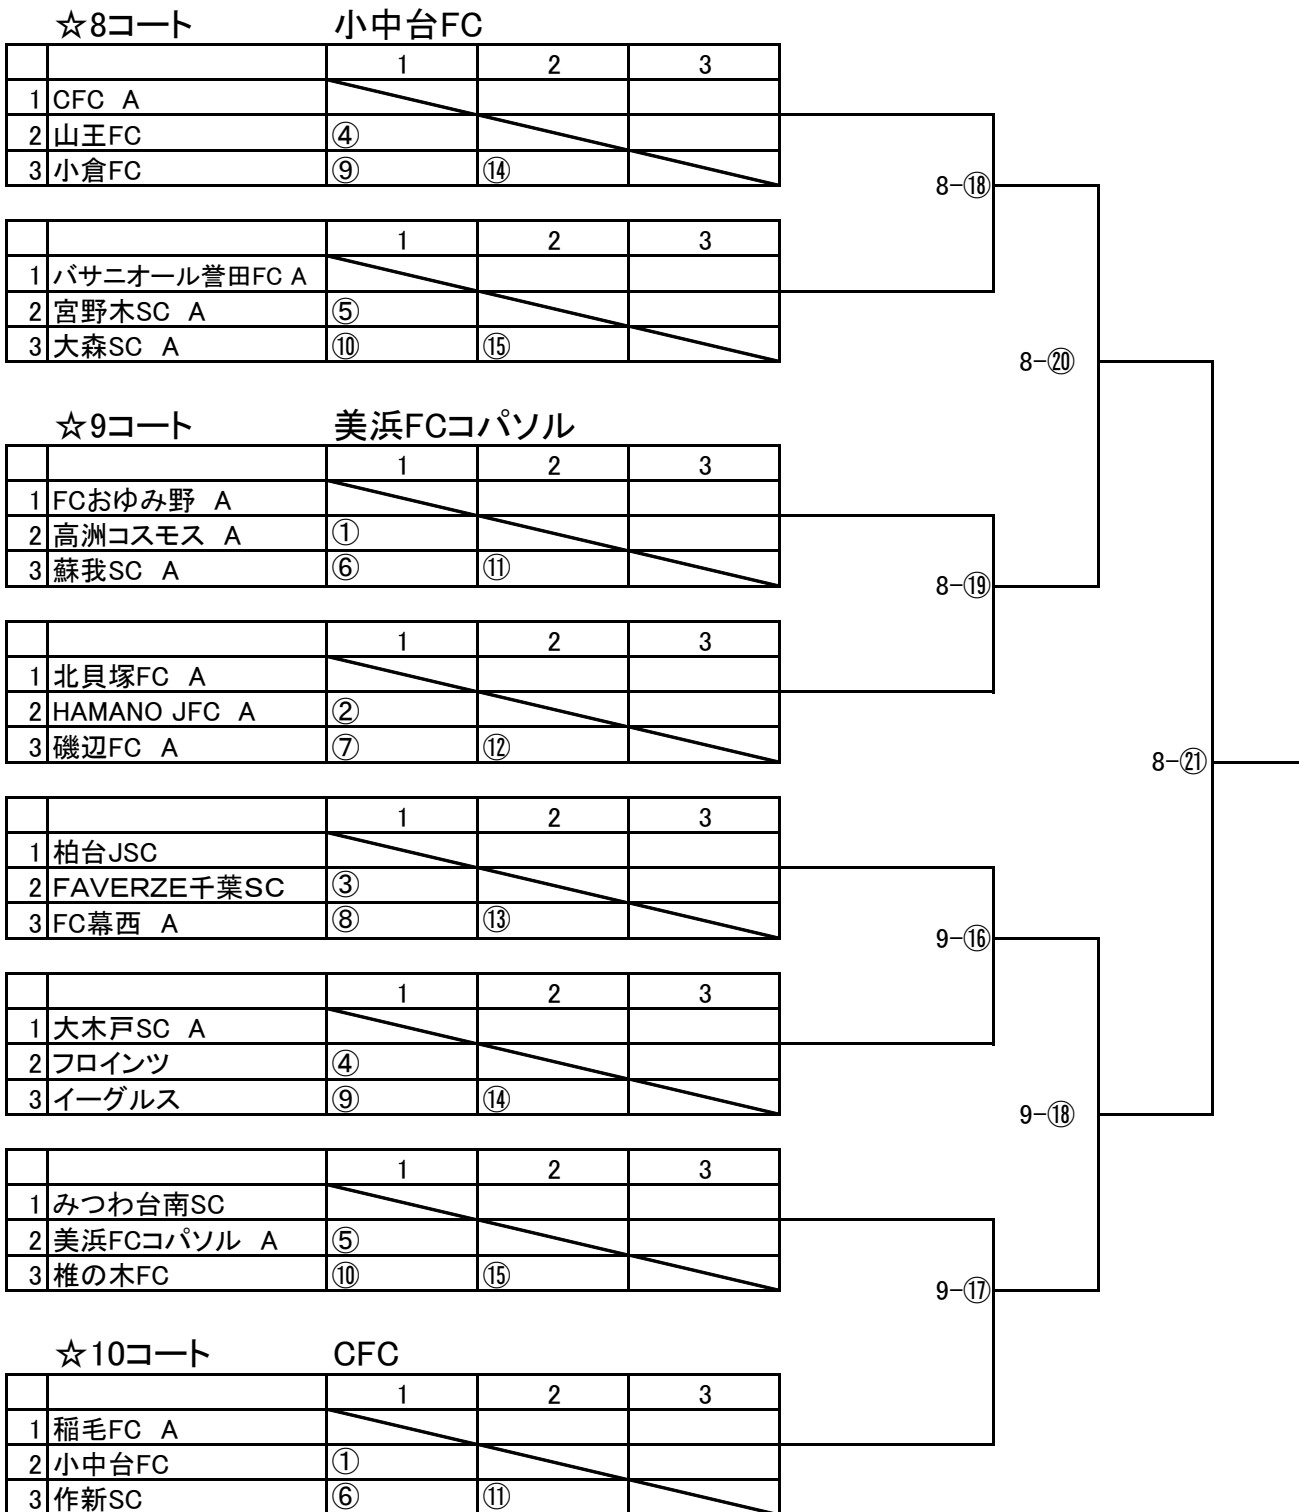 ☆8コート 小中台FC
1 2 3
1 CFC A
2 山王FC ④
3 小倉FC ⑨ ⑭
8-⑱
1 2 3
1 バサニオール誉田FC A
2 宮野木SC A ⑤
3 大森SC A ⑩ ⑮
8-⑳
☆9コート 美浜FCコパソル
1 2 3
1 FCおゆみ野 A
2 高洲コスモス A ①
3 蘇我SC A ⑥ ⑪
8-⑲
1 2 3
1 北貝塚FC A
2 HAMANO JFC A ②
3 磯辺FC A ⑦ ⑫
8-㉑
1 2 3
1 柏台JSC
2 FAVERZE千葉SC ③
3 FC幕西 A ⑧ ⑬
9-⑯
1 2 3
1 大木戸SC A
2 フロインツ ④
3 イーグルス ⑨ ⑭
9-⑱
1 2 3
1 みつわ台南SC
2 美浜FCコパソル A ⑤
3 椎の木FC ⑩ ⑮
9-⑰
☆10コート CFC
1 2 3
1 稲毛FC A
2 小中台FC ①
3 作新SC ⑥ ⑪